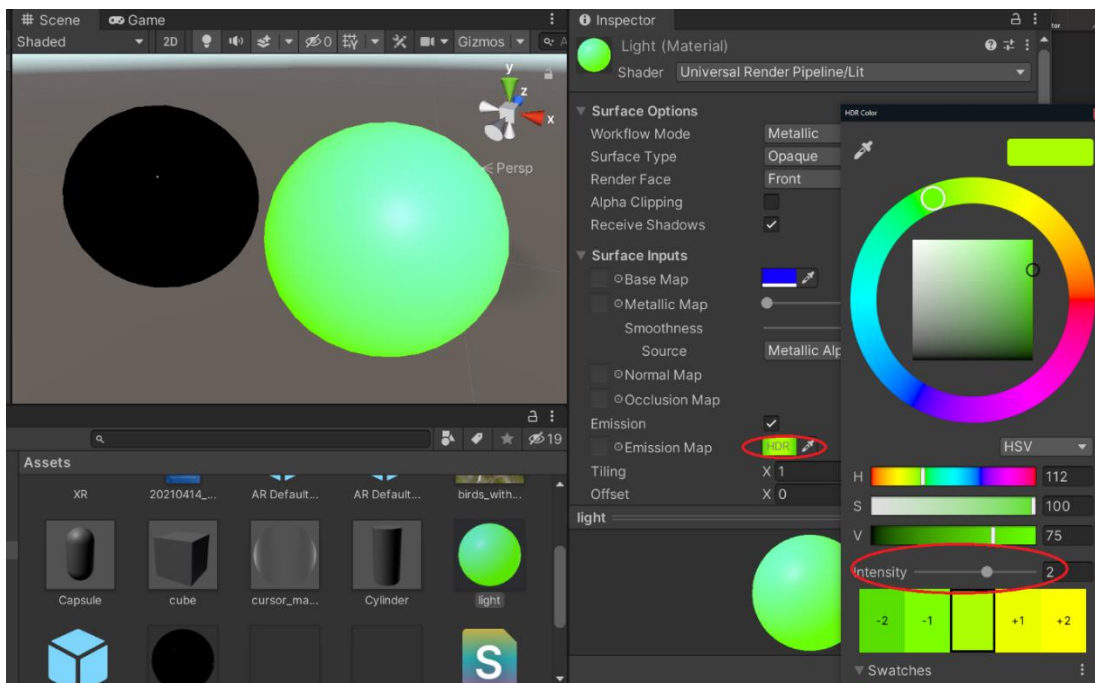 Scene
Game
Shaded
2D
0
Gizmos
A
y
z
x
Persp
19
Assets
XR
20210414_...
AR Default...
AR Default...
birds_with...
Capsule
cube
cursor_ma...
Cylinder
light
S
Inspector
Light (Material)
Shader Universal Render Pipeline/Lit
Surface Options
Workflow Mode Metallic
Surface Type Opaque
Render Face Front
Alpha Clipping
Receive Shadows
Surface Inputs
Base Map
Metallic Map
Smoothness
Source Metallic Alp
Normal Map
Occlusion Map
Emission
Emission Map HDR
Tiling X 1
Offset X 0
light
HDR Color
HSV
H 112
S 100
V 75
Intensity 2
-2 -1 +1 +2
Swatches